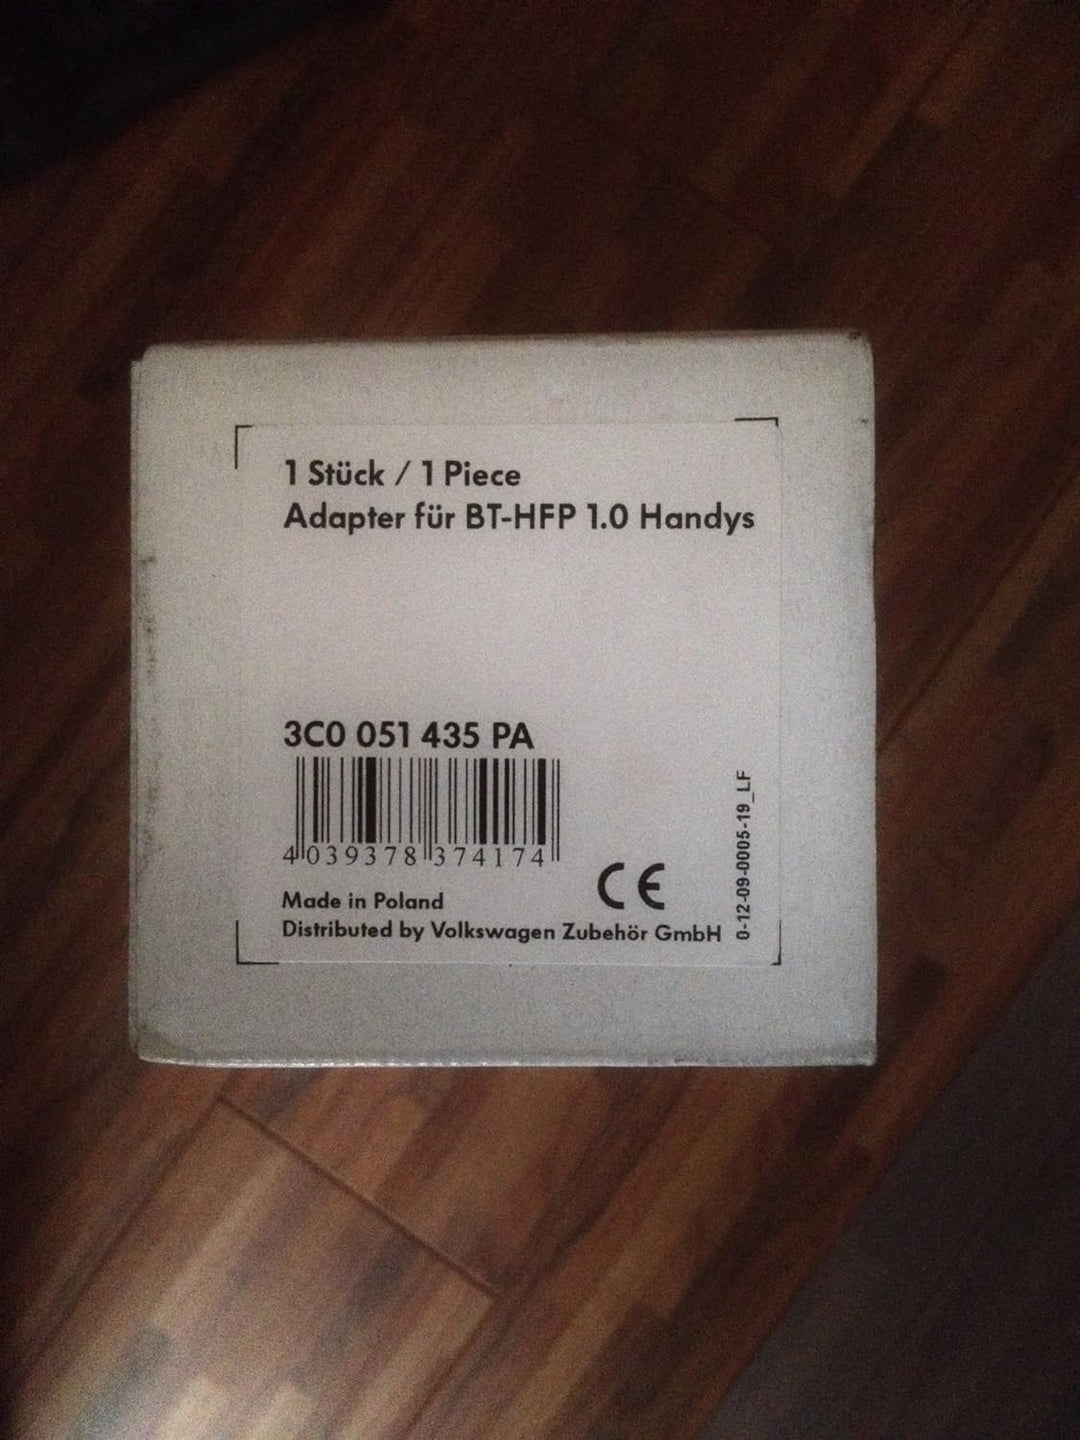 1 Stück / 1 Piece
Adapter für BT-HFP 1.0 Handys
3C0 051 435 PA
4 039378 374174
CE
Made in Poland
Distributed by Volkswagen Zubehör GmbH
0-12-09-0005-19_LF